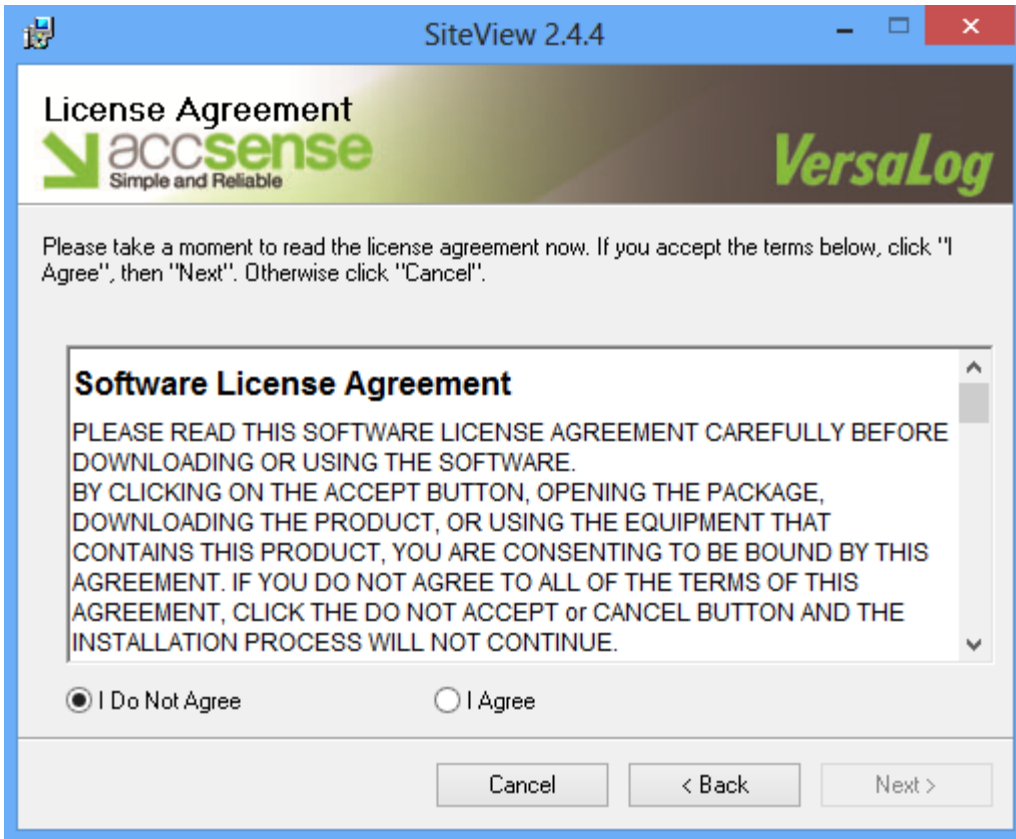 SiteView 2.4.4
License Agreement
accsense
Simple and Reliable
VersaLog
Please take a moment to read the license agreement now. If you accept the terms below, click "I
Agree", then "Next". Otherwise click "Cancel".
Software License Agreement
PLEASE READ THIS SOFTWARE LICENSE AGREEMENT CAREFULLY BEFORE
DOWNLOADING OR USING THE SOFTWARE.
BY CLICKING ON THE ACCEPT BUTTON, OPENING THE PACKAGE,
DOWNLOADING THE PRODUCT, OR USING THE EQUIPMENT THAT
CONTAINS THIS PRODUCT, YOU ARE CONSENTING TO BE BOUND BY THIS
AGREEMENT. IF YOU DO NOT AGREE TO ALL OF THE TERMS OF THIS
AGREEMENT, CLICK THE DO NOT ACCEPT or CANCEL BUTTON AND THE
INSTALLATION PROCESS WILL NOT CONTINUE.
I Do Not Agree
I Agree
Cancel
< Back
Next >